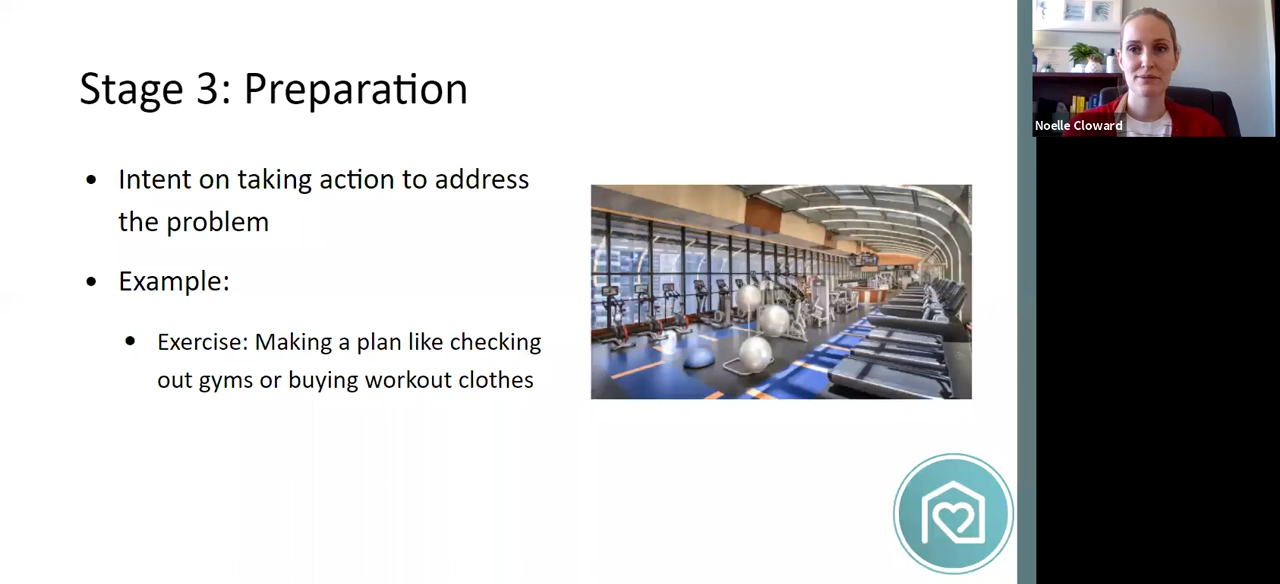 Stage 3: Preparation
• Intent on taking action to address
the problem
• Example:
• Exercise: Making a plan like checking
out gyms or buying workout clothes
Noelle Cloward